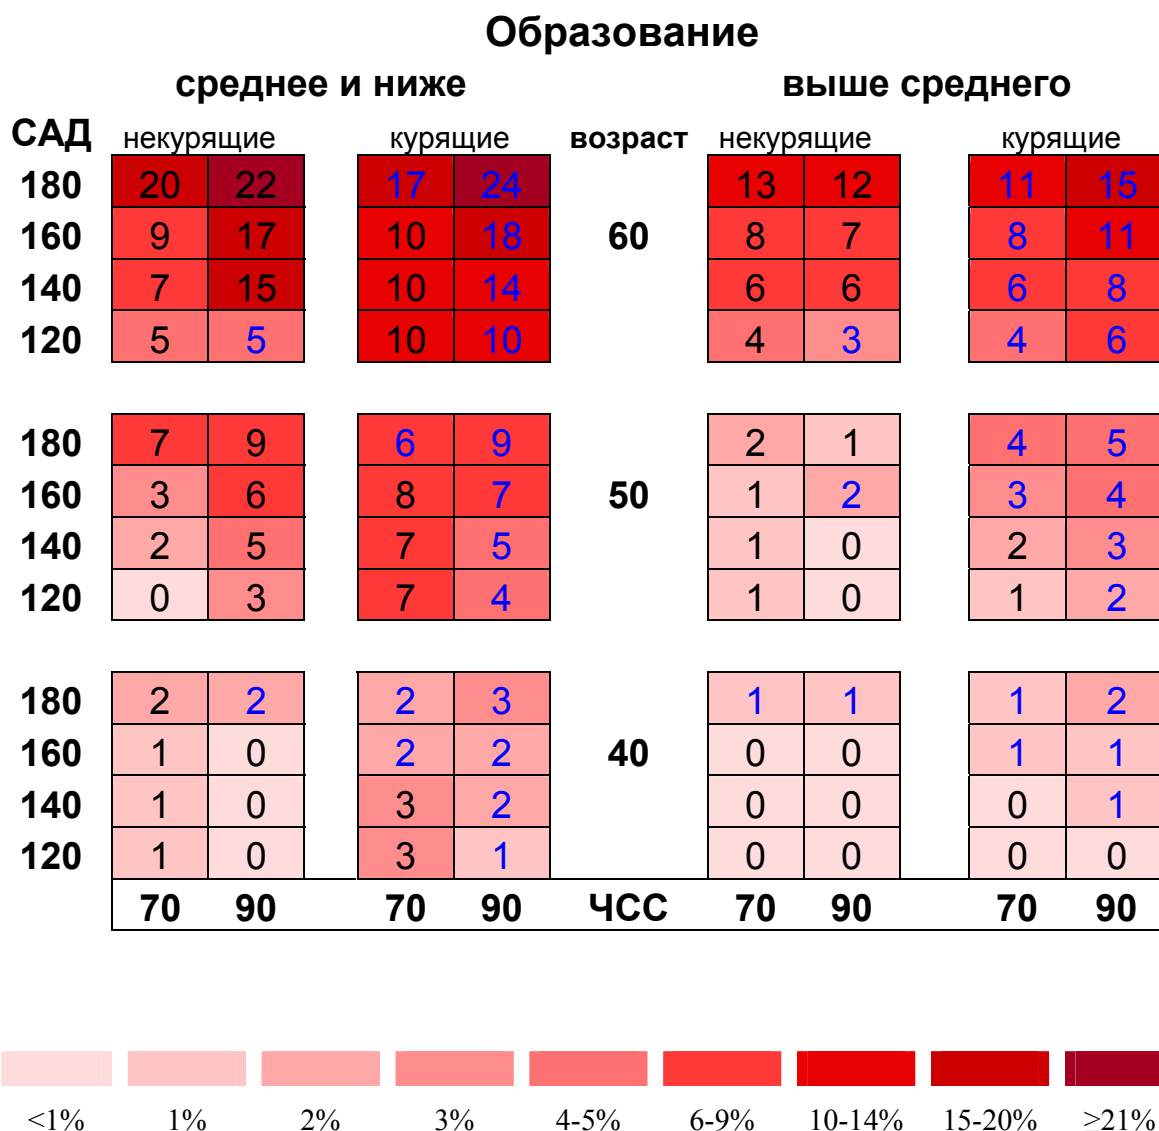 Образование
среднее и ниже выше среднего
САД некурящие курящие возраст некурящие курящие
180 20 22 17 24 13 12 11 15
160 9 17 10 18 60 8 7 8 11
140 7 15 10 14 6 6 6 8
120 5 5 10 10 4 3 4 6
180 7 9 6 9 2 1 4 5
160 3 6 8 7 50 1 2 3 4
140 2 5 7 5 1 0 2 3
120 0 3 7 4 1 0 1 2
180 2 2 2 3 1 1 1 2
160 1 0 2 2 40 0 0 1 1
140 1 0 3 2 0 0 0 1
120 1 0 3 1 0 0 0 0
70 90 70 90 ЧСС 70 90 70 90
<1% 1% 2% 3% 4-5% 6-9% 10-14% 15-20% >21%